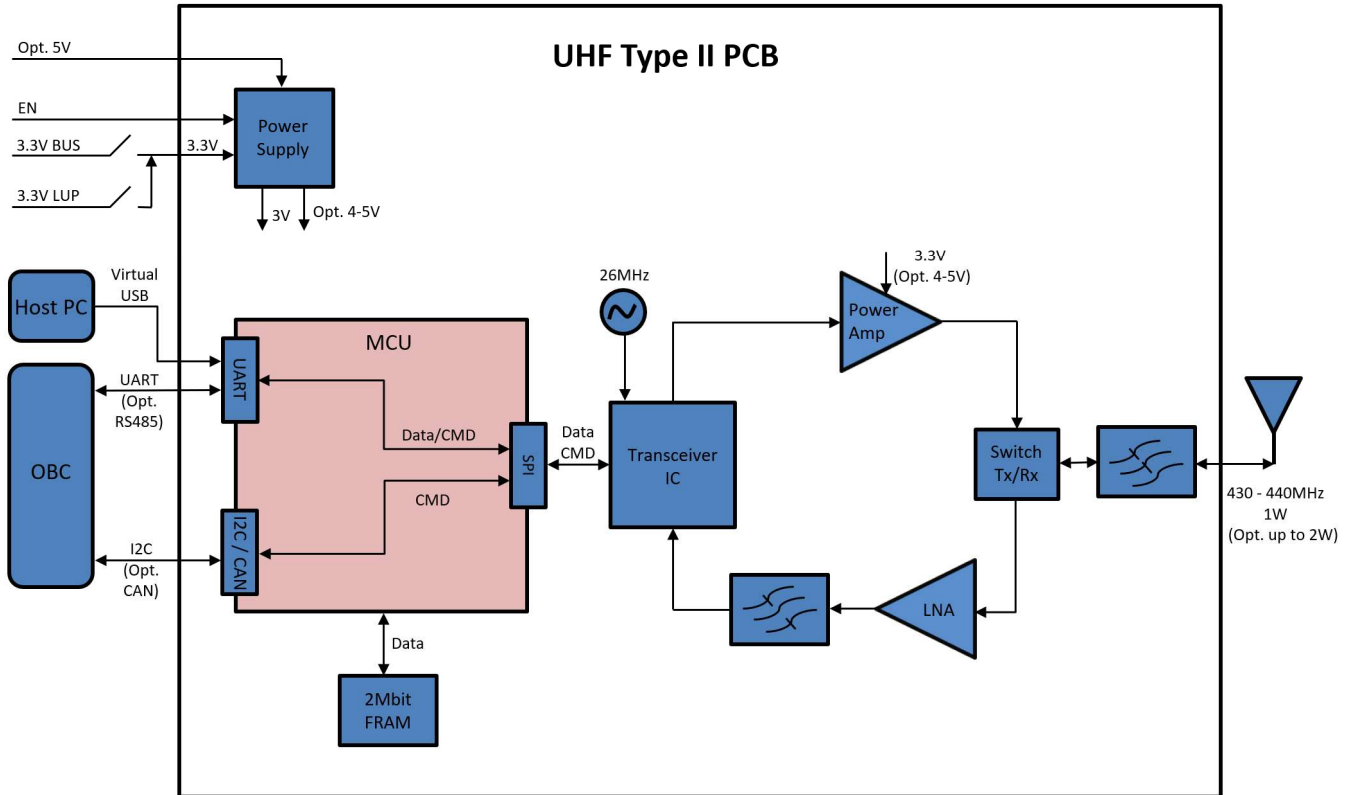 UHF Type II PCB
Opt. 5V
EN
3.3V BUS
3.3V
3.3V LUP
Power
Supply
3V
Opt. 4-5V
Host PC
Virtual
USB
OBC
UART
(Opt.
RS485)
I2C
(Opt.
CAN)
MCU
UART
I2C / CAN
Data/CMD
CMD
SPI
Data
CMD
Data
2Mbit
FRAM
26MHz
Transceiver
IC
3.3V
(Opt. 4-5V)
Power
Amp
Switch
Tx/Rx
LNA
430 - 440MHz
1W
(Opt. up to 2W)